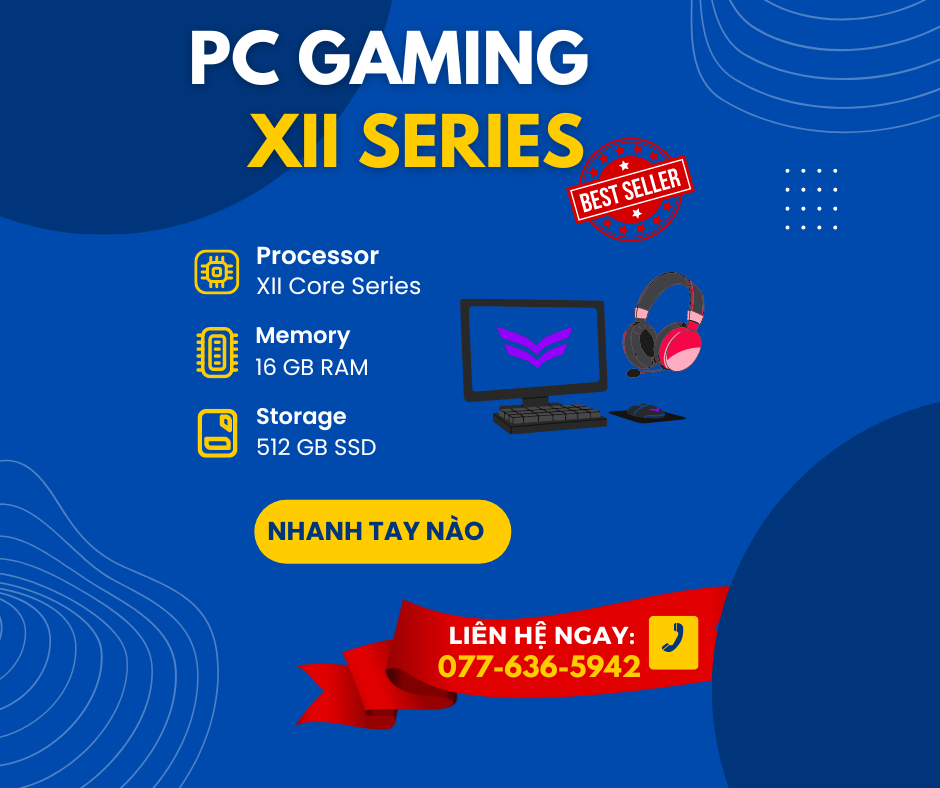 PC GAMING
XII SERIES
BEST SELLER
Processor
XII Core Series
Memory
16 GB RAM
Storage
512 GB SSD
NHANH TAY NÀO
LIÊN HỆ NGAY:
077-636-5942